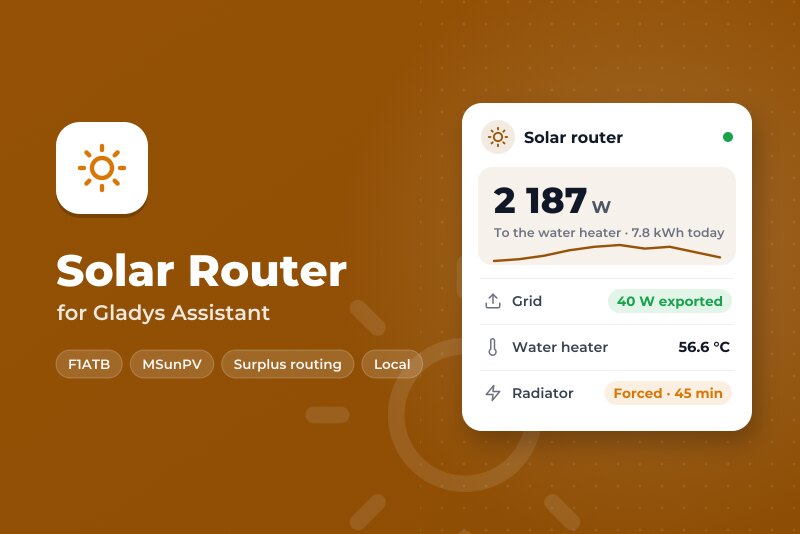 Solar Router
for Gladys Assistant
F1ATB MSunPV Surplus routing Local
Solar router
2 187 W
To the water heater · 7.8 kWh today
Grid 40 W exported
Water heater 56.6 °C
Radiator Forced · 45 min